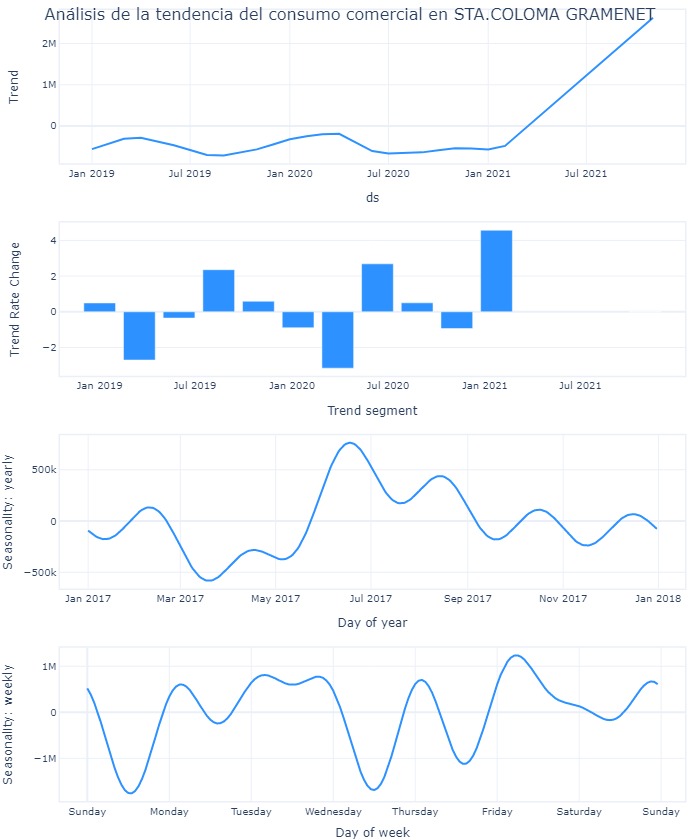 Análisis de la tendencia del consumo comercial en STA.COLOMA GRAMENET
Trend
2M
1M
0
Jan 2019 Jul 2019 Jan 2020 Jul 2020 Jan 2021 Jul 2021
ds
Trend Rate Change
4
2
0
−2
Jan 2019 Jul 2019 Jan 2020 Jul 2020 Jan 2021 Jul 2021
Trend segment
Seasonality: yearly
500k
0
−500k
Jan 2017 Mar 2017 May 2017 Jul 2017 Sep 2017 Nov 2017 Jan 2018
Day of year
Seasonality: weekly
1M
0
−1M
Sunday Monday Tuesday Wednesday Thursday Friday Saturday Sunday
Day of week